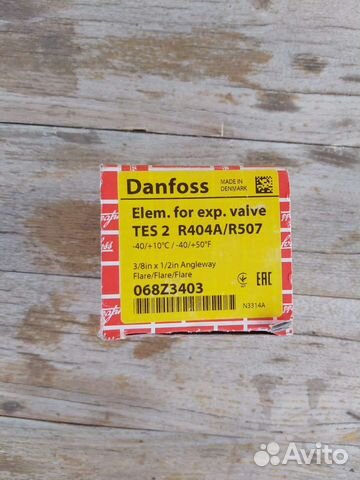 Danfoss
MADE IN
DENMARK
Elem. for exp. valve
TES 2 R404A/R507
-40/+10°C / -40/+50°F
3/8in x 1/2in Angleway
Flare/Flare/Flare
068Z3403
EAC
N3314A
Avito